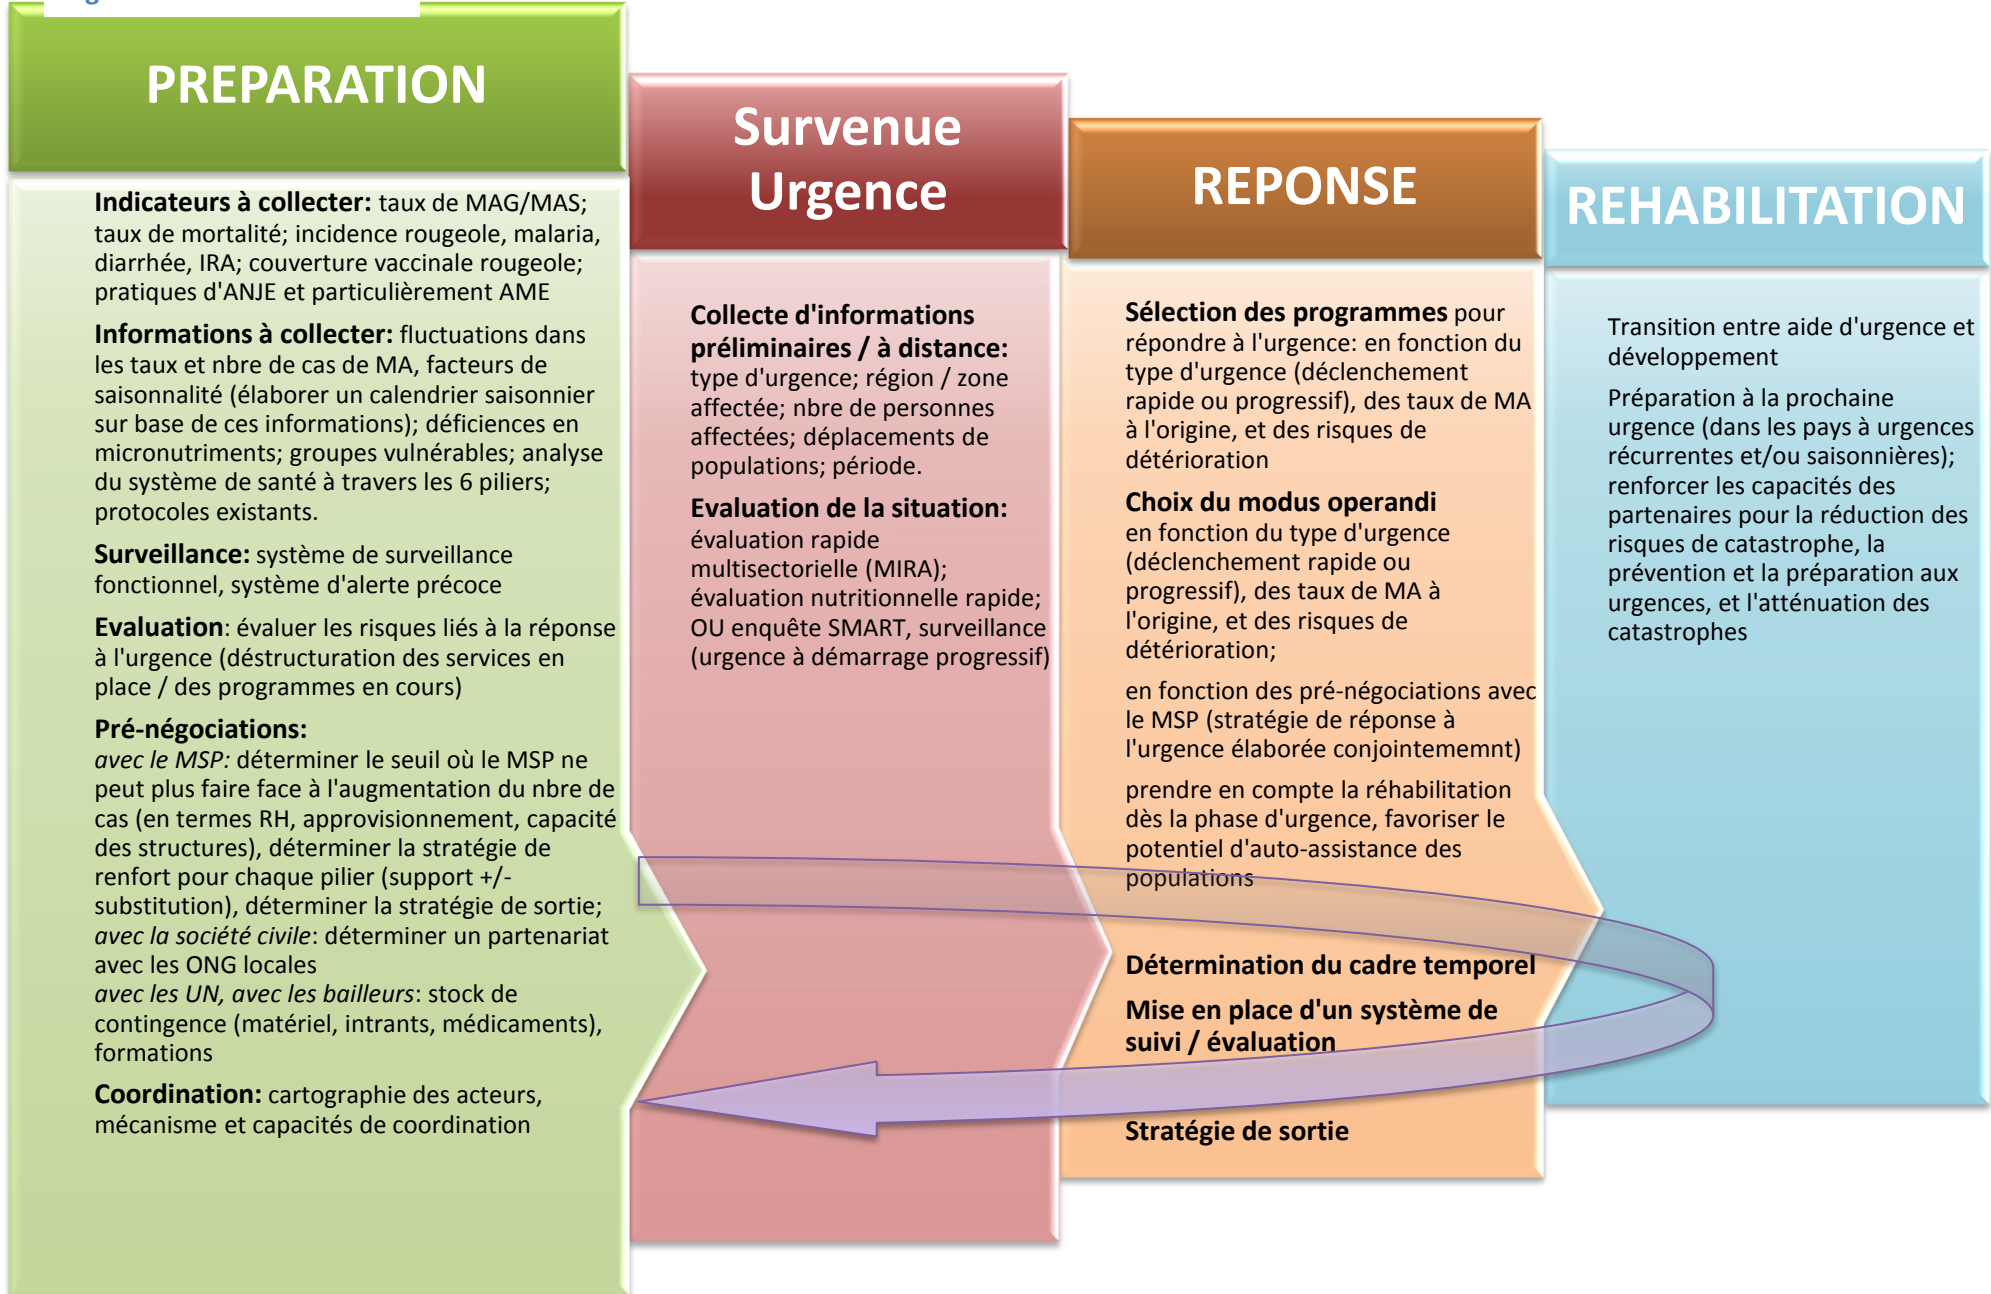 PREPARATION
Indicateurs à collecter: taux de MAG/MAS;
taux de mortalité; incidence rougeole, malaria,
diarrhée, IRA; couverture vaccinale rougeole;
pratiques d'ANJE et particulièrement AME
Informations à collecter: fluctuations dans
les taux et nbre de cas de MA, facteurs de
saisonnalité (élaborer un calendrier saisonnier
sur base de ces informations); déficiences en
micronutriments; groupes vulnérables; analyse
du système de santé à travers les 6 piliers;
protocoles existants.
Surveillance: système de surveillance
fonctionnel, système d'alerte précoce
Evaluation: évaluer les risques liés à la réponse
à l'urgence (déstructuration des services en
place / des programmes en cours)
Pré-négociations:
avec le MSP: déterminer le seuil où le MSP ne
peut plus faire face à l'augmentation du nbre de
cas (en termes RH, approvisionnement, capacité
des structures), déterminer la stratégie de
renfort pour chaque pilier (support +/-
substitution), déterminer la stratégie de sortie;
avec la société civile: déterminer un partenariat
avec les ONG locales
avec les UN, avec les bailleurs: stock de
contingence (matériel, intrants, médicaments),
formations
Coordination: cartographie des acteurs,
mécanisme et capacités de coordination
Survenue
Urgence
Collecte d'informations
préliminaires / à distance:
type d'urgence; région / zone
affectée; nbre de personnes
affectées; déplacements de
populations; période.
Evaluation de la situation:
évaluation rapide
multisectorielle (MIRA);
évaluation nutritionnelle rapide;
OU enquête SMART, surveillance
(urgence à démarrage progressif)
REPONSE
Sélection des programmes pour
répondre à l'urgence: en fonction du
type d'urgence (déclenchement
rapide ou progressif), des taux de MA
à l'origine, et des risques de
détérioration
Choix du modus operandi
en fonction du type d'urgence
(déclenchement rapide ou
progressif), des taux de MA à
l'origine, et des risques de
détérioration;
en fonction des pré-négociations avec
le MSP (stratégie de réponse à
l'urgence élaborée conjointememnt)
prendre en compte la réhabilitation
dès la phase d'urgence, favoriser le
potentiel d'auto-assistance des
populations
Détermination du cadre temporel
Mise en place d'un système de
suivi / évaluation
Stratégie de sortie
REHABILITATION
Transition entre aide d'urgence et
développement
Préparation à la prochaine
urgence (dans les pays à urgences
récurrentes et/ou saisonnières);
renforcer les capacités des
partenaires pour la réduction des
risques de catastrophe, la
prévention et la préparation aux
urgences, et l'atténuation des
catastrophes